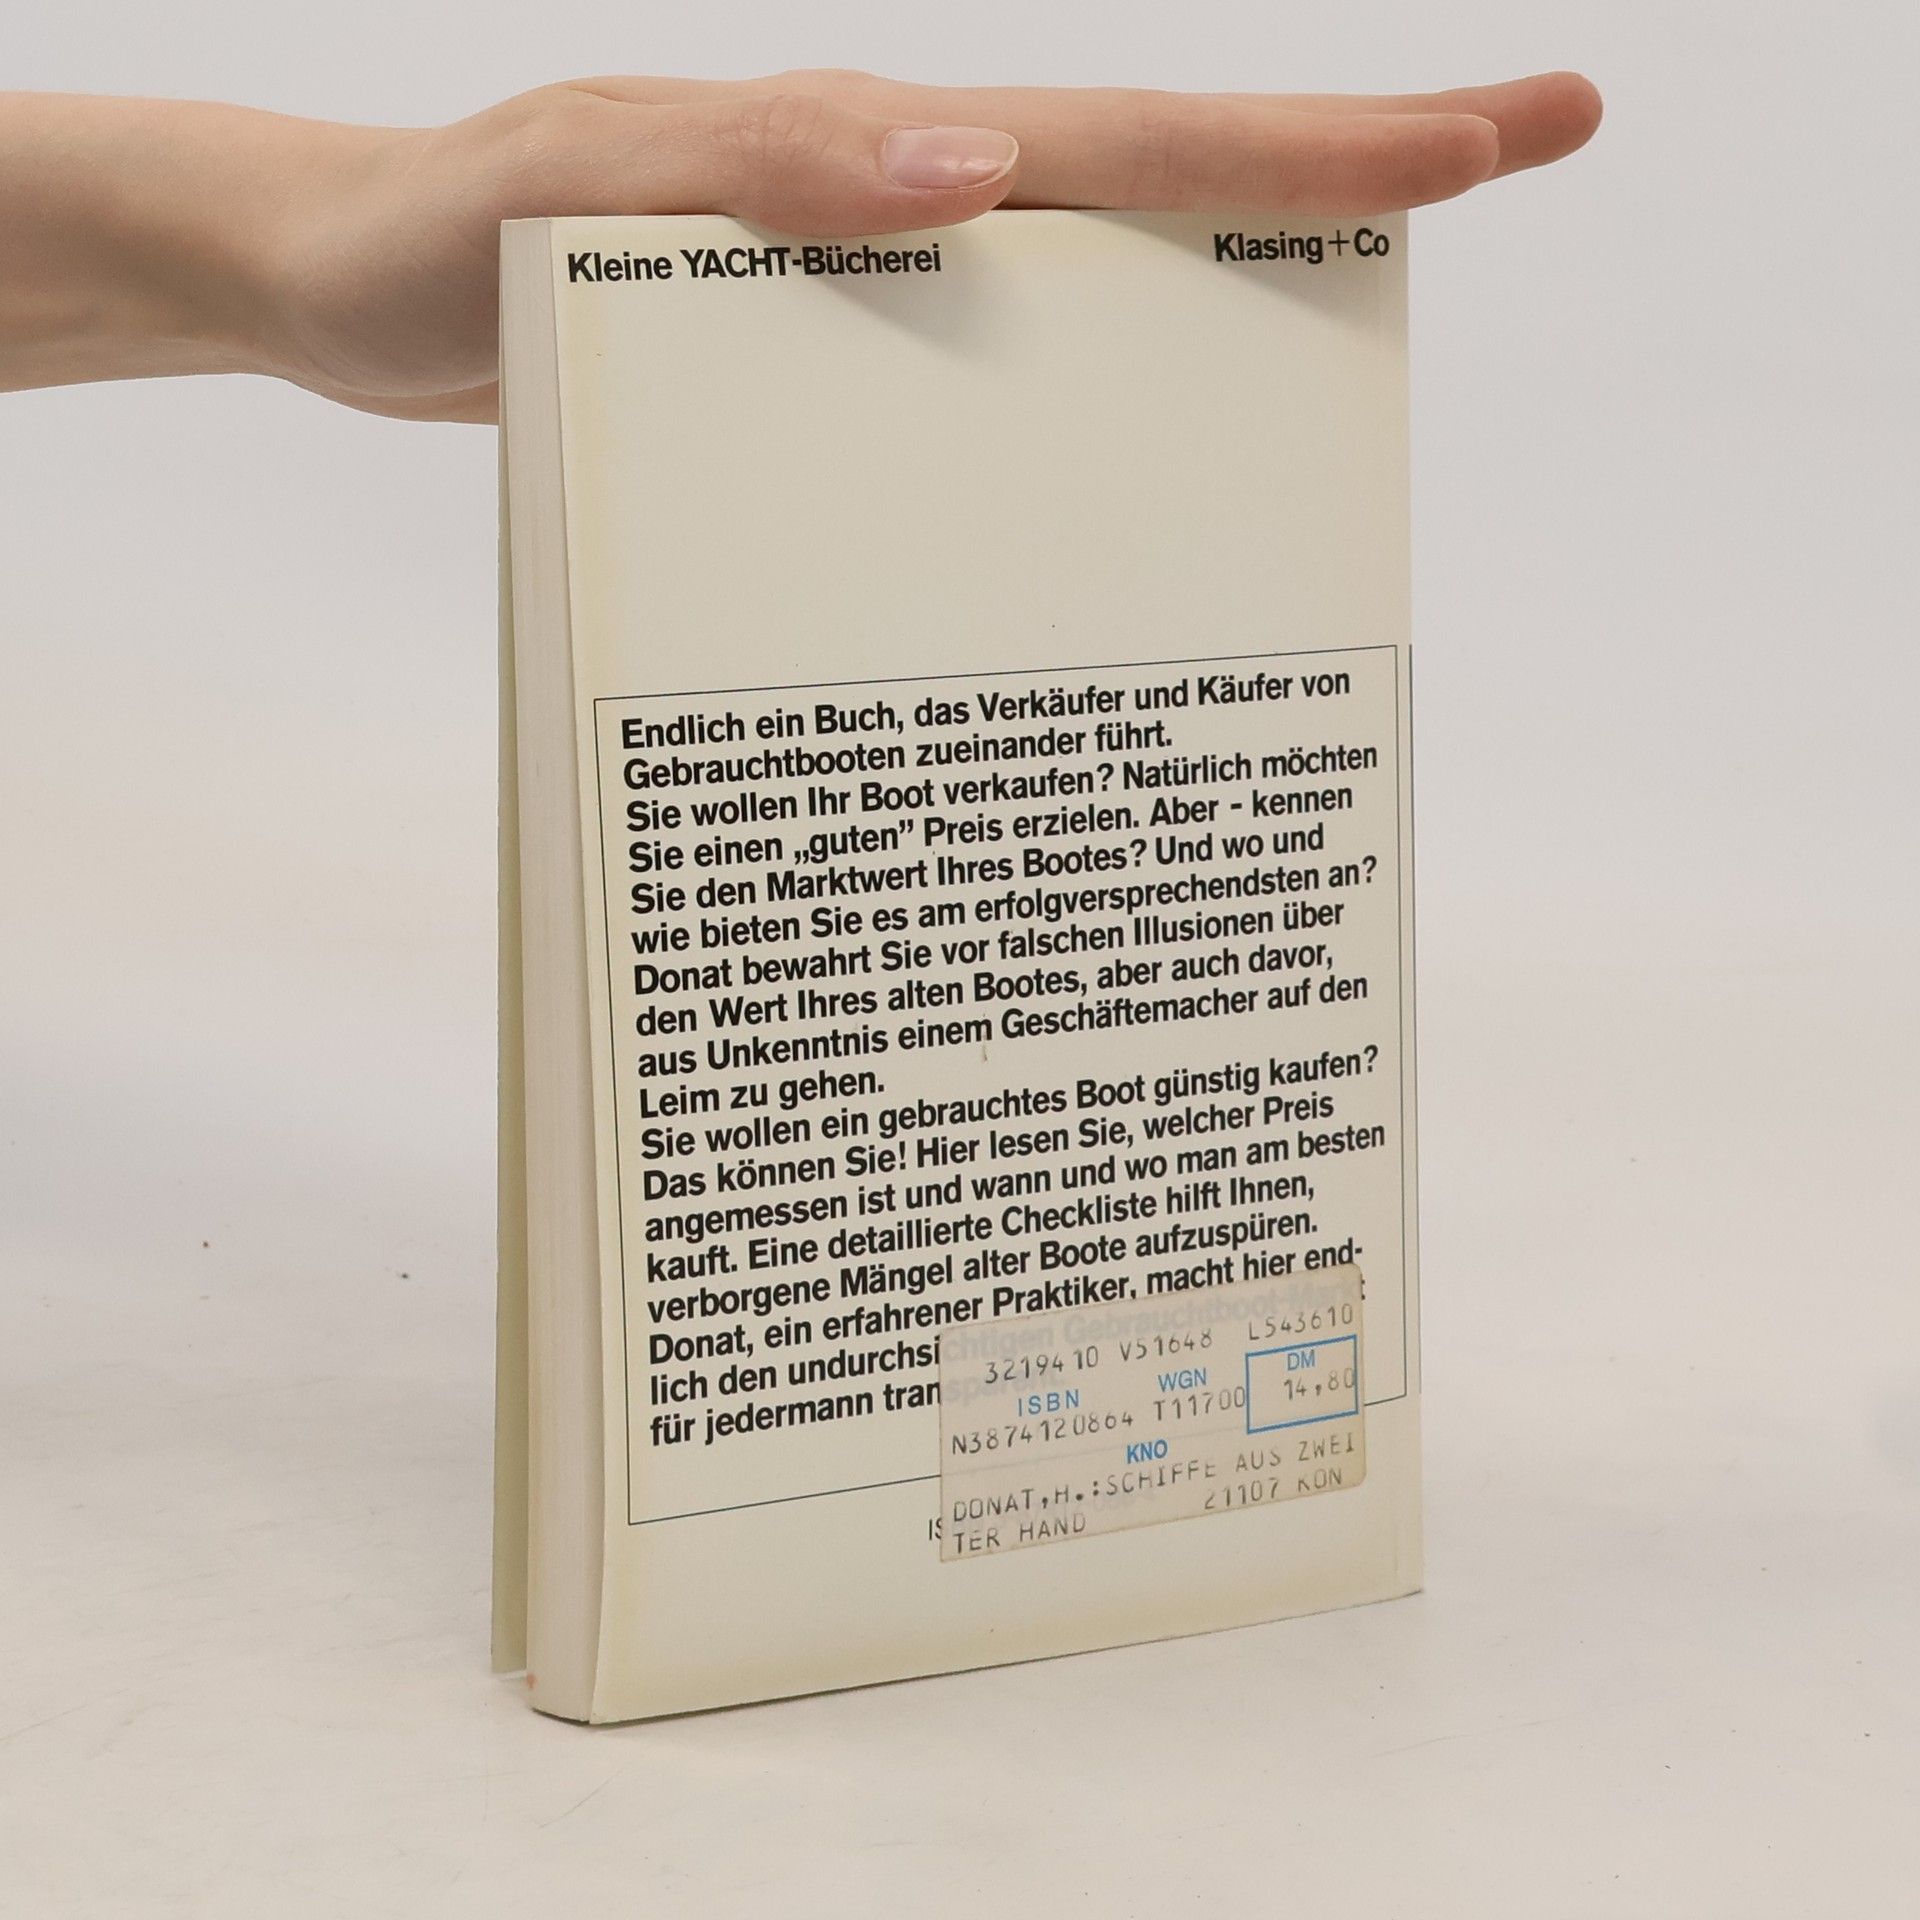 Kleine YACHT-Bücherei
Klasing+Co
Endlich ein Buch, das Verkäufer und Käufer von
Gebrauchtbooten zueinander führt.
Sie wollen Ihr Boot verkaufen? Natürlich möchten
Sie einen „guten” Preis erzielen. Aber - kennen
Sie den Marktwert Ihres Bootes? Und wo und
wie bieten Sie es am erfolgversprechendsten an?
Donat bewahrt Sie vor falschen Illusionen über
den Wert Ihres alten Bootes, aber auch davor,
aus Unkenntnis einem Geschäftemacher auf den
Leim zu gehen.
Sie wollen ein gebrauchtes Boot günstig kaufen?
Das können Sie! Hier lesen Sie, welcher Preis
angemessen ist und wann und wo man am besten
kauft. Eine detaillierte Checkliste hilft Ihnen,
verborgene Mängel alter Boote aufzuspüren.
Donat, ein erfahrener Praktiker, macht hier end-
lich den undurchsichtigen Gebrauchtboot-Markt
für jedermann transparent.
3219410 V51648 L543610
ISBN WGN DM
N3874120864 T11700 14,80
KNO
DONAT,H.:SCHIFFE AUS ZWEI
TER HAND 21107 KON